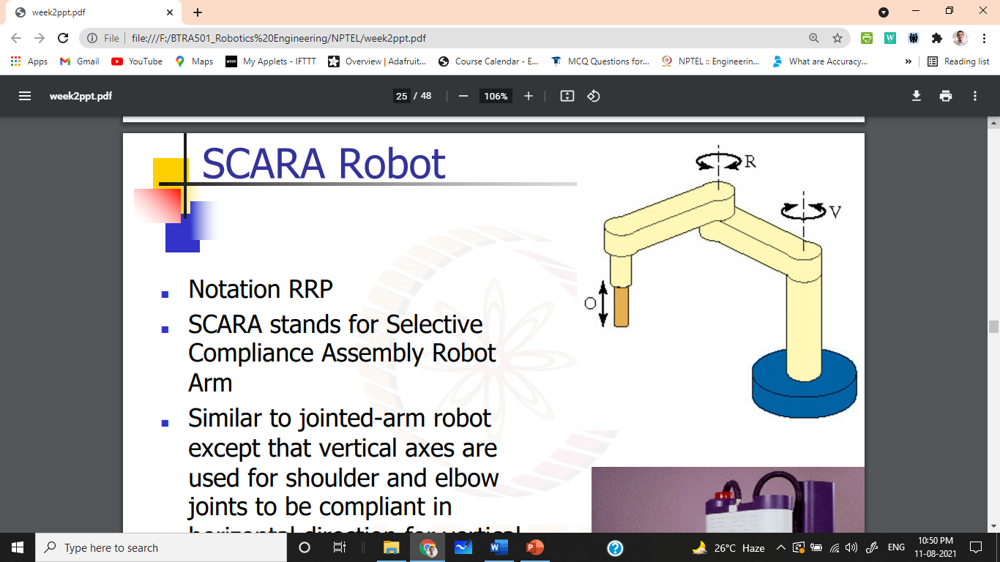 week2ppt.pdf
File
file:///F:/BTRA501_Robotics%20Engineering/NPTEL/week2ppt.pdf
Apps
Gmail
YouTube
Maps
IFTTT
My Applets - IFTTT
Overview | Adafruit...
Course Calendar - E...
MCQ Questions for...
NPTEL :: Engineerin...
What are Accuracy...
»
Reading list
week2ppt.pdf
25 / 48
106%
SCARA Robot
R
V
O
Notation RRP
SCARA stands for Selective
Compliance Assembly Robot
Arm
Similar to jointed-arm robot
except that vertical axes are
used for shoulder and elbow
joints to be compliant in
horizontal direction for vertical
Type here to search
26°C Haze
ENG
10:50 PM
11-08-2021